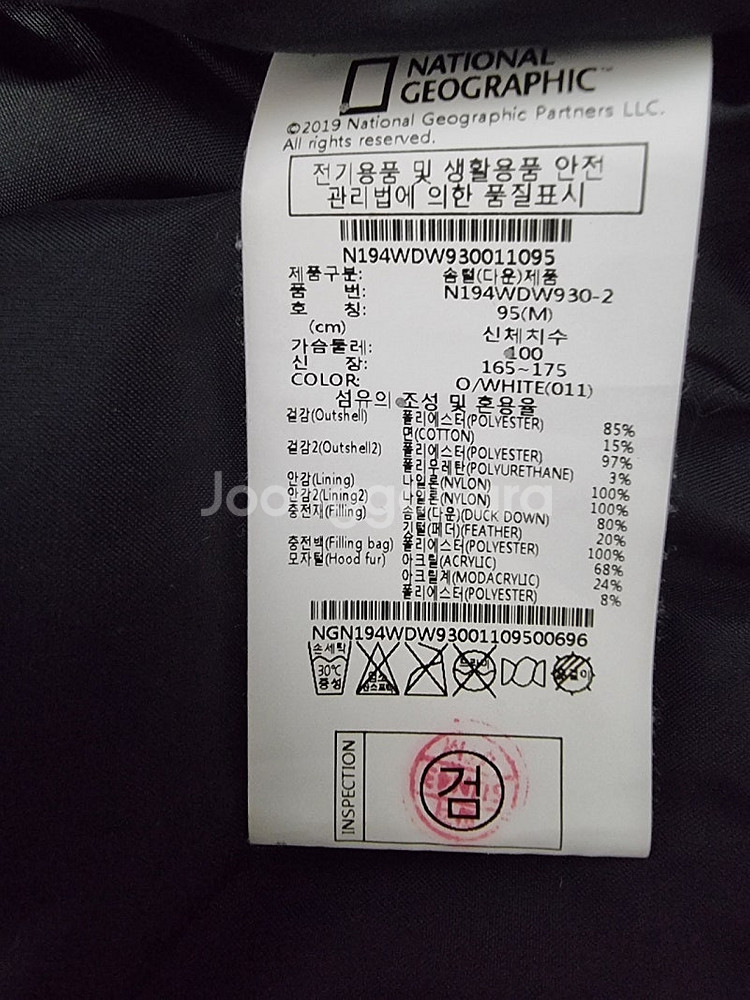 NATIONAL
GEOGRAPHIC™
©2019 National Geographic Partners LLC.
All rights reserved.
전기용품 및 생활용품 안전
관리법에 의한 품질표시
N194WDW930011095
제품구분: 솜털(다운)제품
품 번: N194WDW930-2
호 칭: 95(M)
(cm) 신체치수
가슴둘레: 100
신 장: 165~175
COLOR: O/WHITE(011)
섬유의 조성 및 혼용율
겉감(Outshell) 폴리에스터(POLYESTER) 85%
면(COTTON) 15%
겉감2(Outshell2) 폴리에스터(POLYESTER) 97%
폴리우레탄(POLYURETHANE) 3%
안감(Lining) 나일론(NYLON) 100%
안감2(Lining2) 나일론(NYLON) 100%
충전재(Filling) 솜털(다운)(DUCK DOWN) 80%
깃털(페더)(FEATHER) 20%
충전백(Filling bag) 폴리에스터(POLYESTER) 100%
모자털(Hood fur) 아크릴(ACRYLIC) 68%
아크릴계(MODACRYLIC) 24%
폴리에스터(POLYESTER) 8%
NGN194WDW93001109500696
손세탁
30℃
중성
드라이
INSPECTION
검
Joonggonara